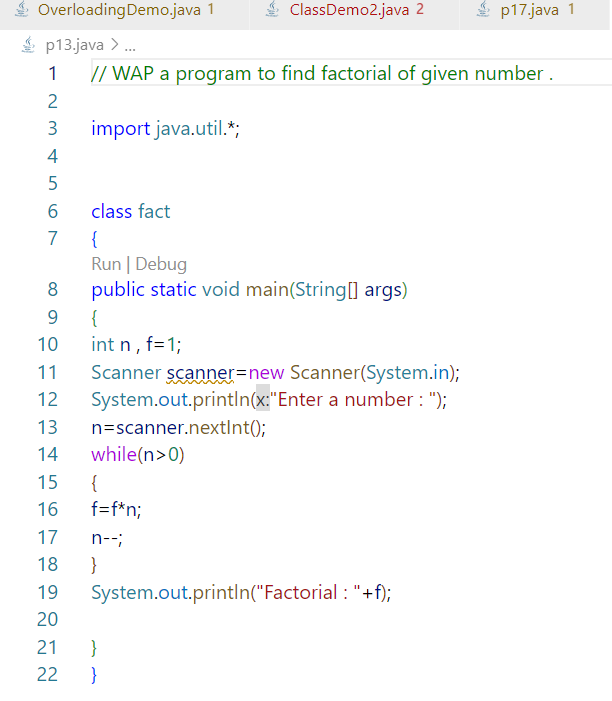 OverloadingDemo.java 1 ClassDemo2.java 2 p17.java 1
p13.java > ...
1 // WAP a program to find factorial of given number .
2
3 import java.util.*;
4
5
6 class fact
7 {
Run | Debug
8 public static void main(String[] args)
9 {
10 int n , f=1;
11 Scanner scanner=new Scanner(System.in);
12 System.out.println(x:"Enter a number : ");
13 n=scanner.nextInt();
14 while(n>0)
15 {
16 f=f*n;
17 n--;
18 }
19 System.out.println("Factorial : "+f);
20
21 }
22 }